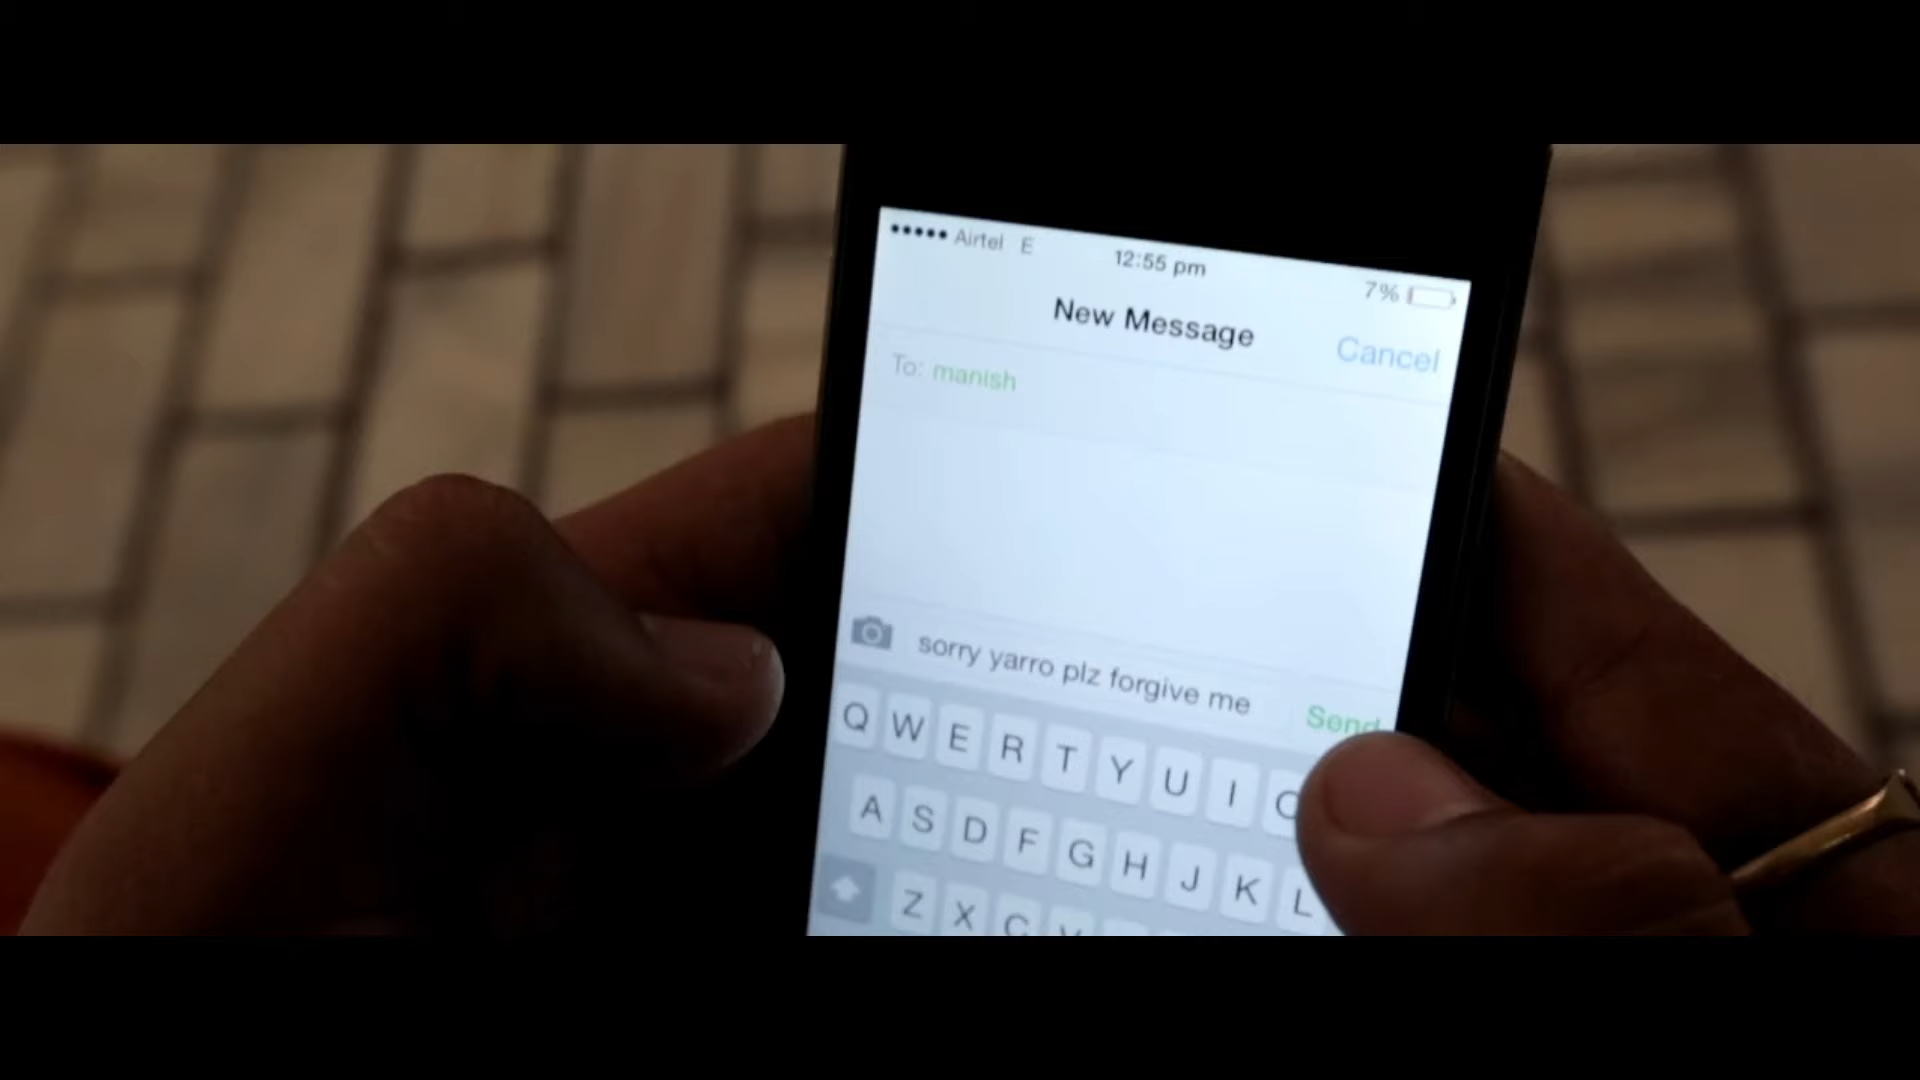 Airtel E 12:55 pm 7%
New Message Cancel
To: manish
sorry yarro plz forgive me Send
Q W E R T Y U I
A S D F G H J K L
Z X C V